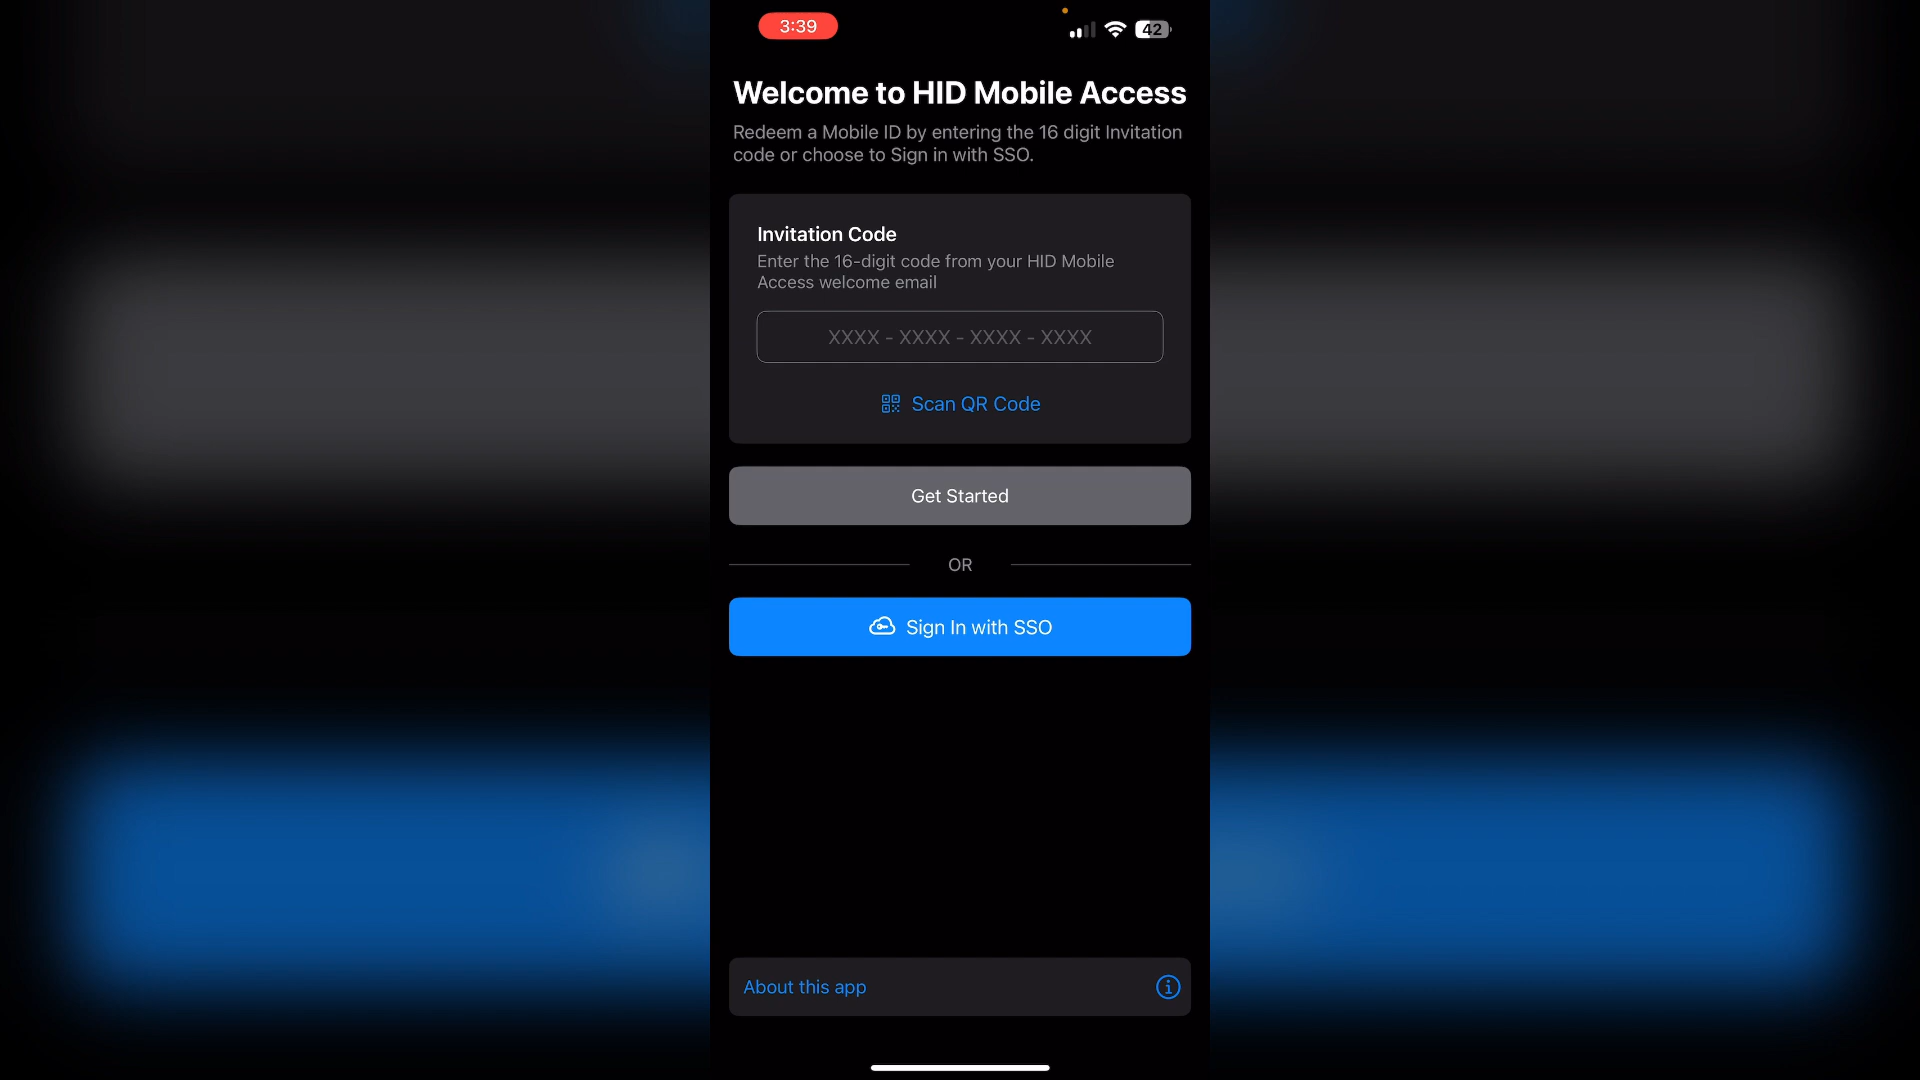 3:39
42
Welcome to HID Mobile Access
Redeem a Mobile ID by entering the 16 digit Invitation
code or choose to Sign in with SSO.
Invitation Code
Enter the 16-digit code from your HID Mobile
Access welcome email
XXXX - XXXX - XXXX - XXXX
Scan QR Code
Get Started
OR
Sign In with SSO
About this app